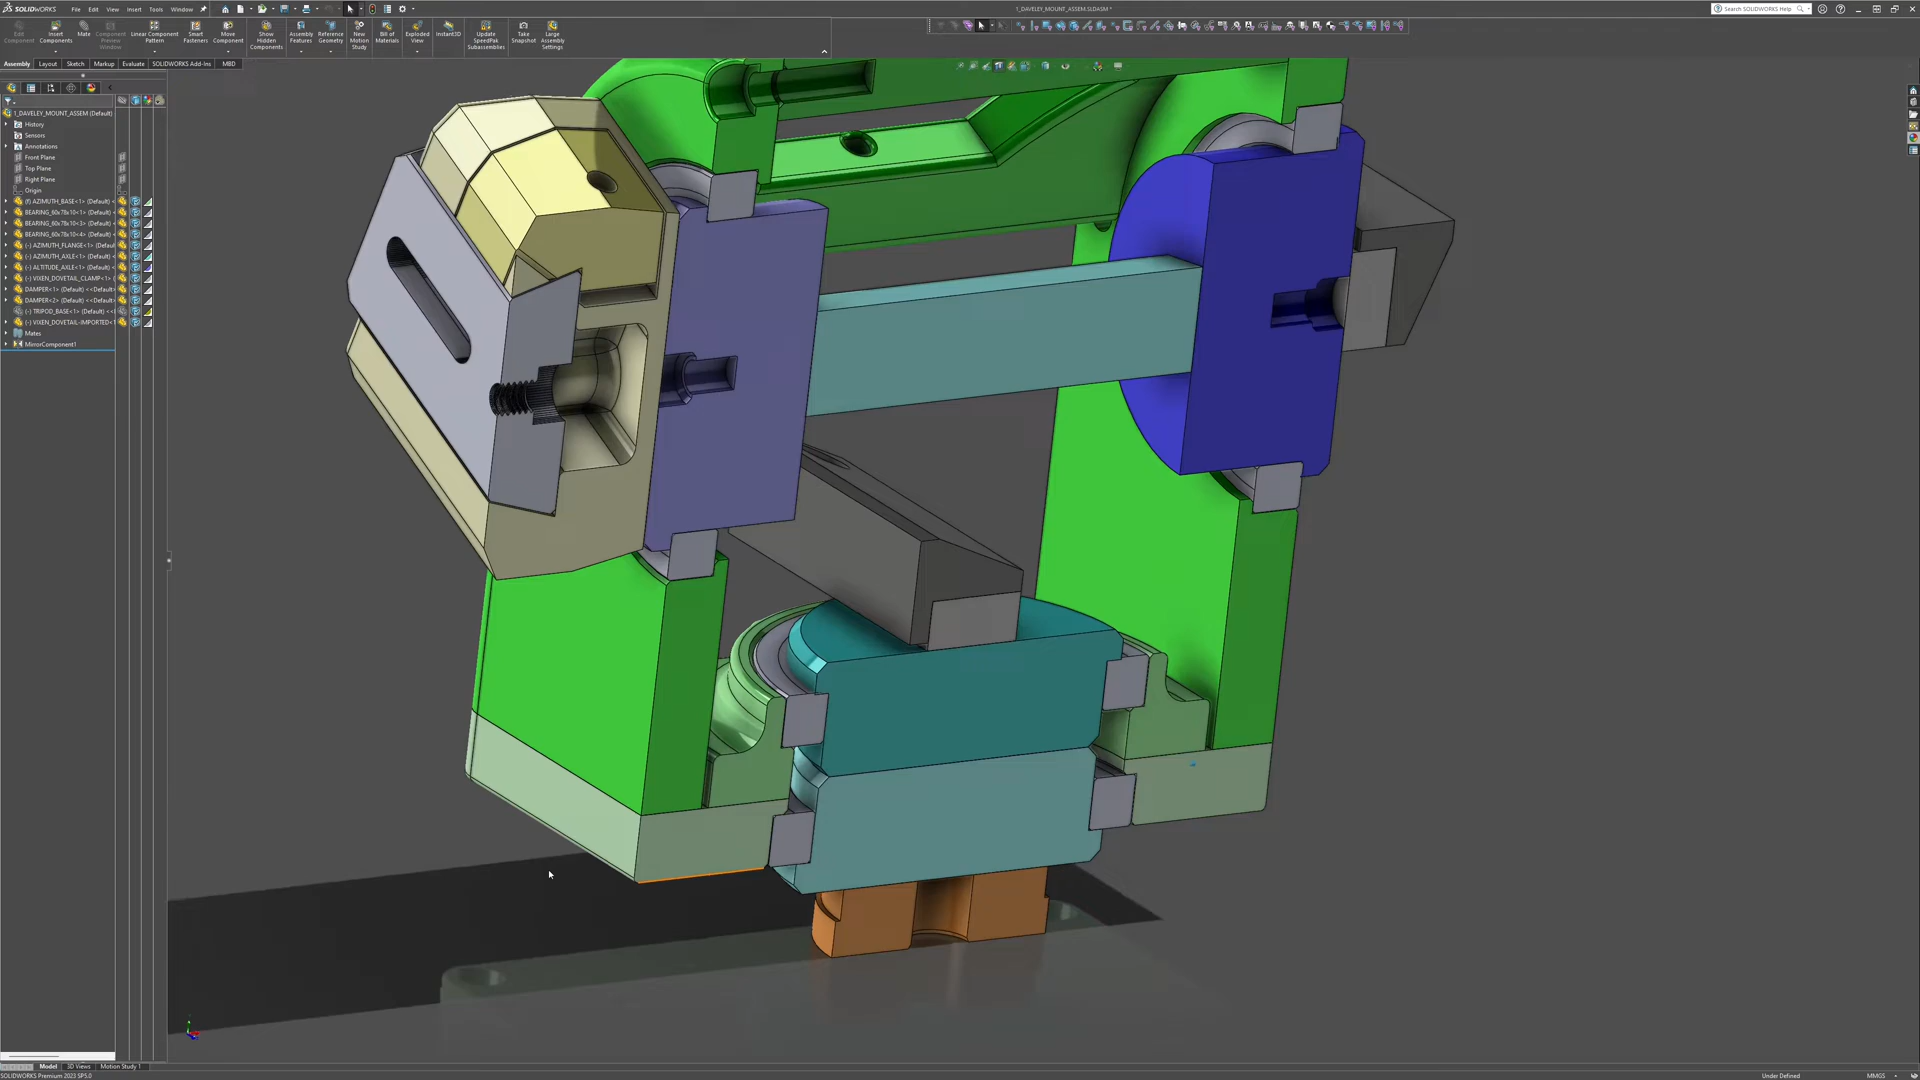 SOLIDWORKS
File
Edit
View
Insert
Tools
Window
1_DAVELEY_MOUNT_ASSEM.SLDASM *
Search SOLIDWORKS Help
Edit Component
Insert Components
Mate
Component Preview Window
Linear Component Pattern
Smart Fasteners
Move Component
Show Hidden Components
Assembly Features
Reference Geometry
New Motion Study
Bill of Materials
Exploded View
Instant3D
Update SpeedPak Subassemblies
Take Snapshot
Large Assembly Settings
Assembly
Layout
Sketch
Markup
Evaluate
SOLIDWORKS Add-Ins
MBD
1_DAVELEY_MOUNT_ASSEM (Default)
History
Sensors
Annotations
Front Plane
Top Plane
Right Plane
Origin
(f) AZIMUTH_BASE<1> (Default) <
BEARING_60x78x10<1> (Default)
BEARING_60x78x10<3> (Default)
BEARING_60x78x10<4> (Default)
(-) AZIMUTH_FLANGE<1> (Defaul
(-) AZIMUTH_AXLE<1> (Default) <
(-) ALTITUDE_AXLE<1> (Default) <
(-) VIXEN_DOVETAIL_CLAMP<1>
DAMPER<1> (Default) <<Default>
DAMPER<2> (Default) <<Default>
(-) TRIPOD_BASE<1> (Default) <<
(-) VIXEN_DOVETAIL-IMPORTED<1
Mates
MirrorComponent1
Model
3D Views
Motion Study 1
SOLIDWORKS Premium 2023 SP5.0
Under Defined
MMGS